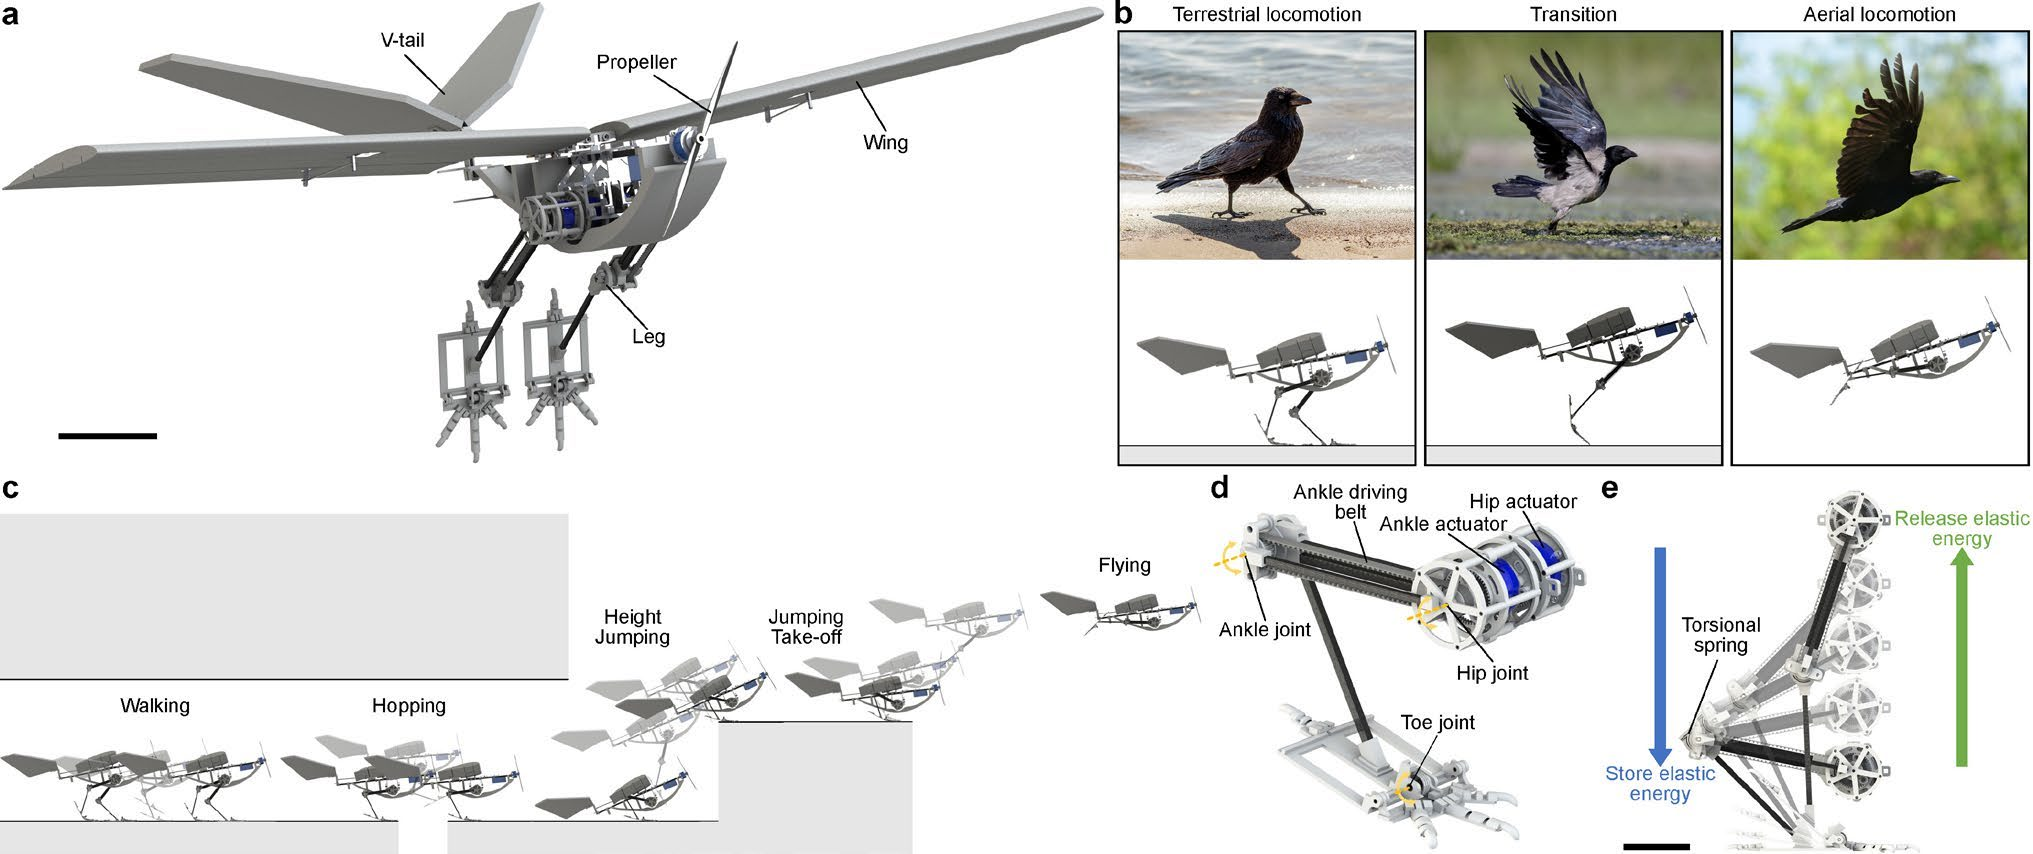 a
V-tail
Propeller
Wing
Leg
b
Terrestrial locomotion
Transition
Aerial locomotion
c
Walking
Hopping
Height
Jumping
Jumping
Take-off
Flying
d
Ankle driving
belt
Ankle actuator
Hip actuator
Ankle joint
Hip joint
Toe joint
e
Release elastic
energy
Torsional
spring
Store elastic
energy